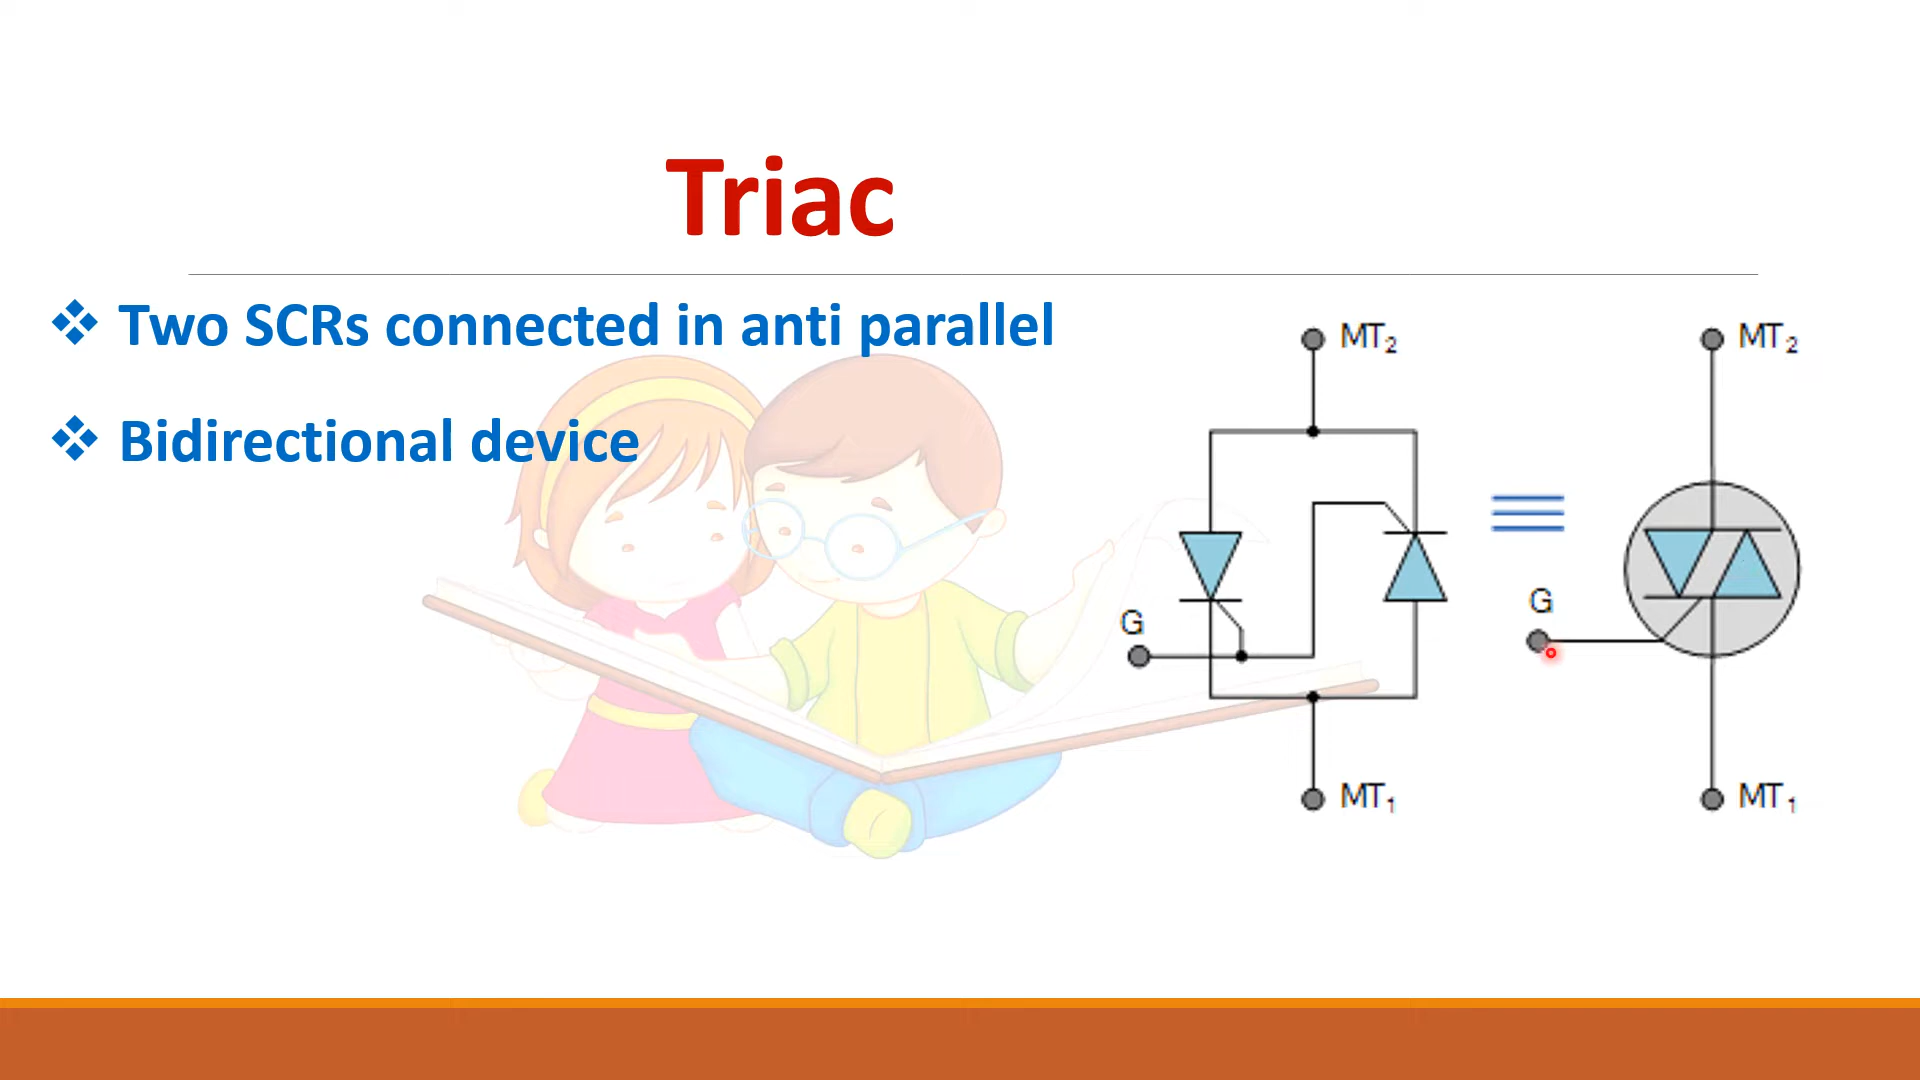 Triac
❖ Two SCRs connected in anti parallel
❖ Bidirectional device
MT₂
G
MT₁
MT₂
G
MT₁